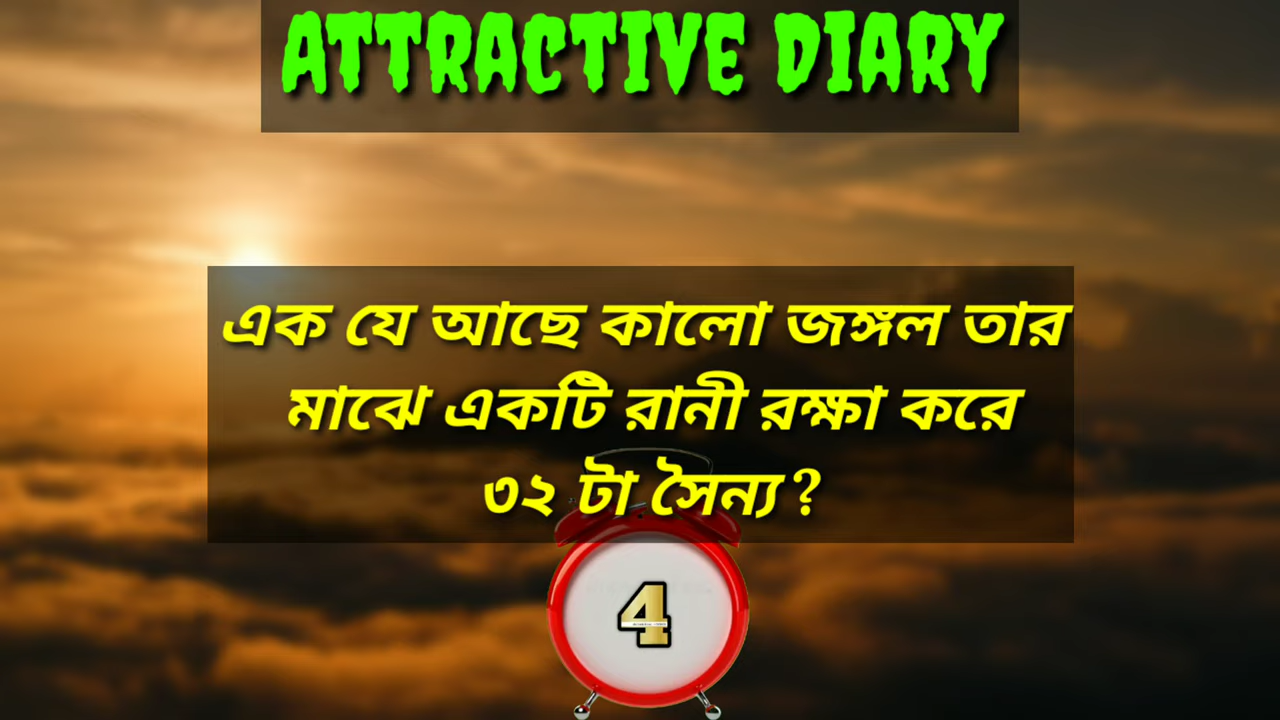 ATTRACTIVE DIARY
এক যে আছে কালো জঙ্গল তার
মাঝে একটি রানী রক্ষা করে
৩২ টা সৈন্য?
4